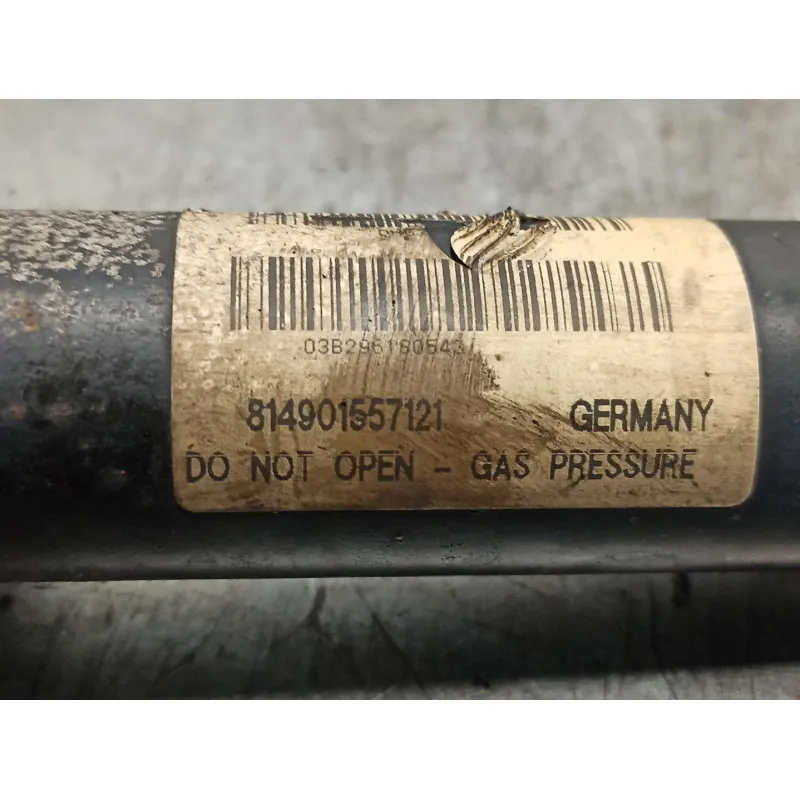 03B296180543
814901557121 GERMANY
DO NOT OPEN - GAS PRESSURE